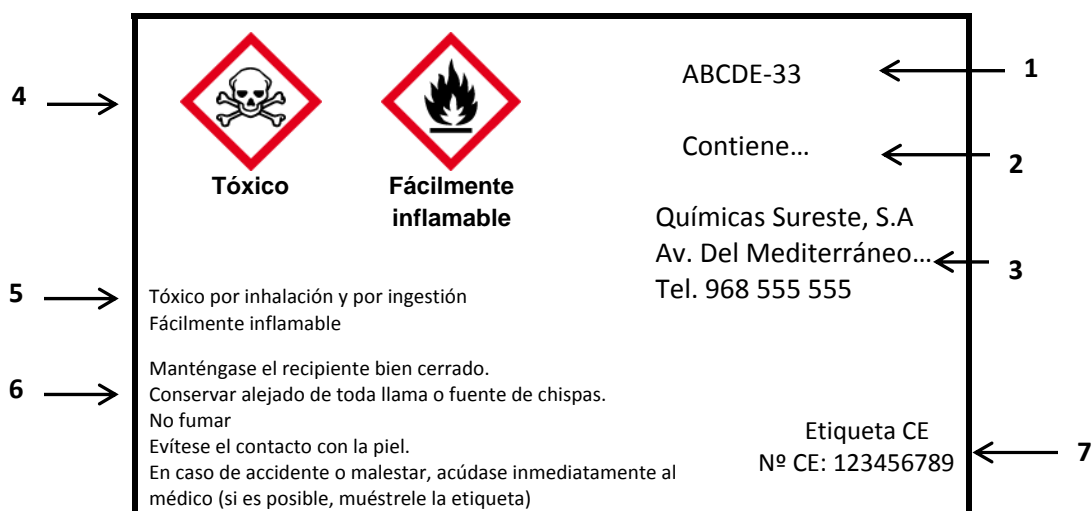 ABCDE-33
1
4
Contiene…
2
Tóxico
Fácilmente
inflamable
Químicas Sureste, S.A
Av. Del Mediterráneo…
3
Tel. 968 555 555
5
Tóxico por inhalación y por ingestión
Fácilmente inflamable
6
Manténgase el recipiente bien cerrado.
Conservar alejado de toda llama o fuente de chispas.
No fumar
Evítese el contacto con la piel.
En caso de accidente o malestar, acúdase inmediatamente al
médico (si es posible, muéstrele la etiqueta)
Etiqueta CE
Nº CE: 123456789
7